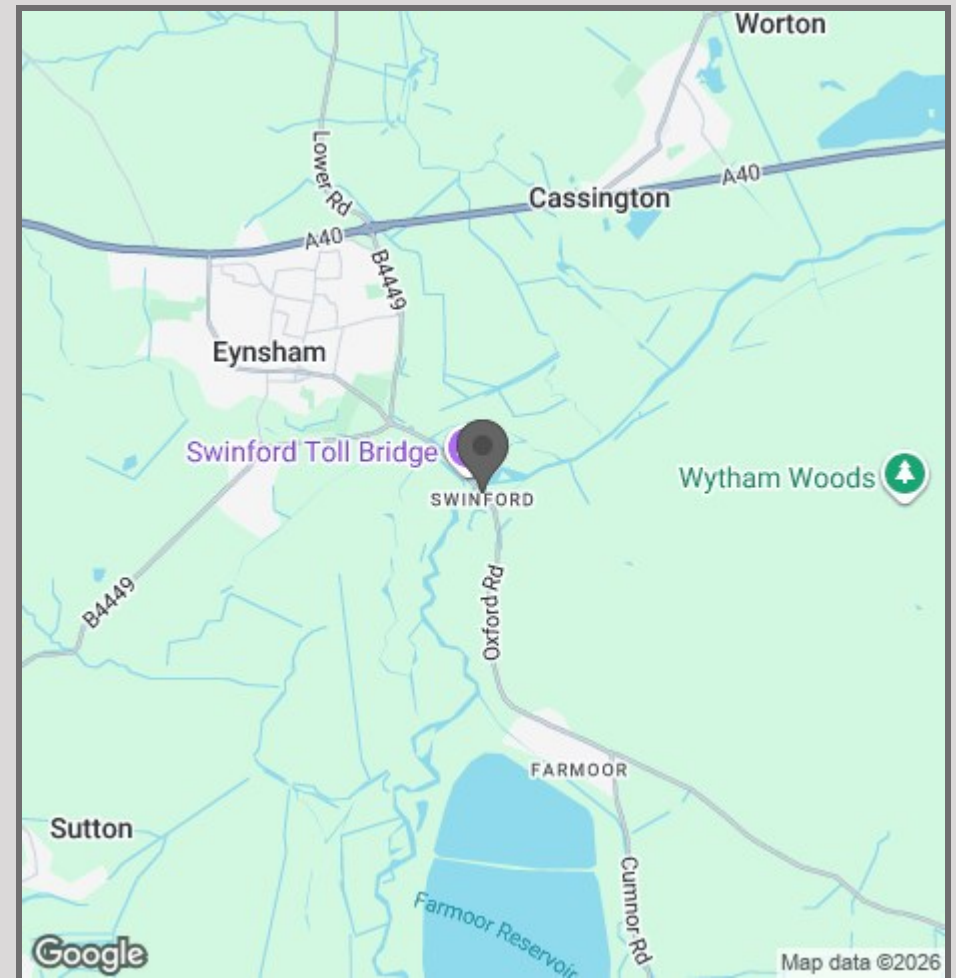 Worton
Lower Rd
A40
Cassington
A40
B4449
Eynsham
Swinford Toll Bridge
Wytham Woods
SWINFORD
B4449
Oxford Rd
FARMOOR
Sutton
Cumnor Rd
Farmoor Reservoir
Google
Map data ©2026